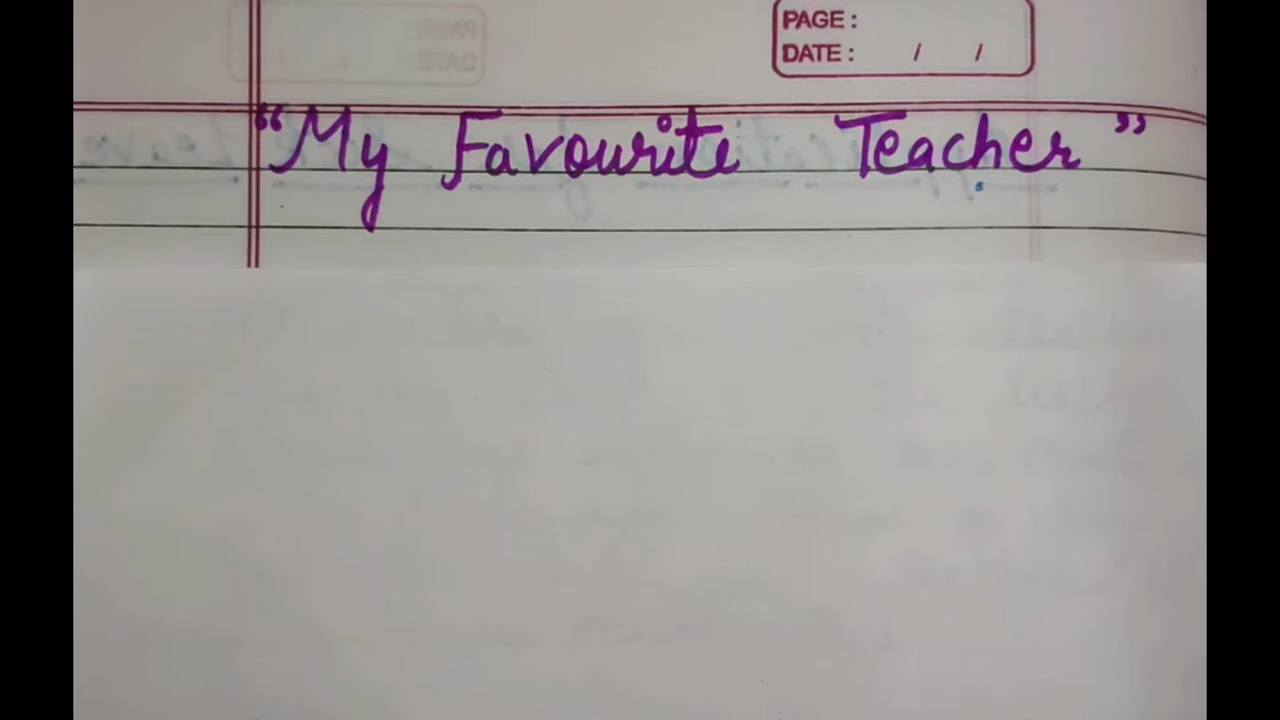 PAGE :
DATE : / /
"My Favourite Teacher"